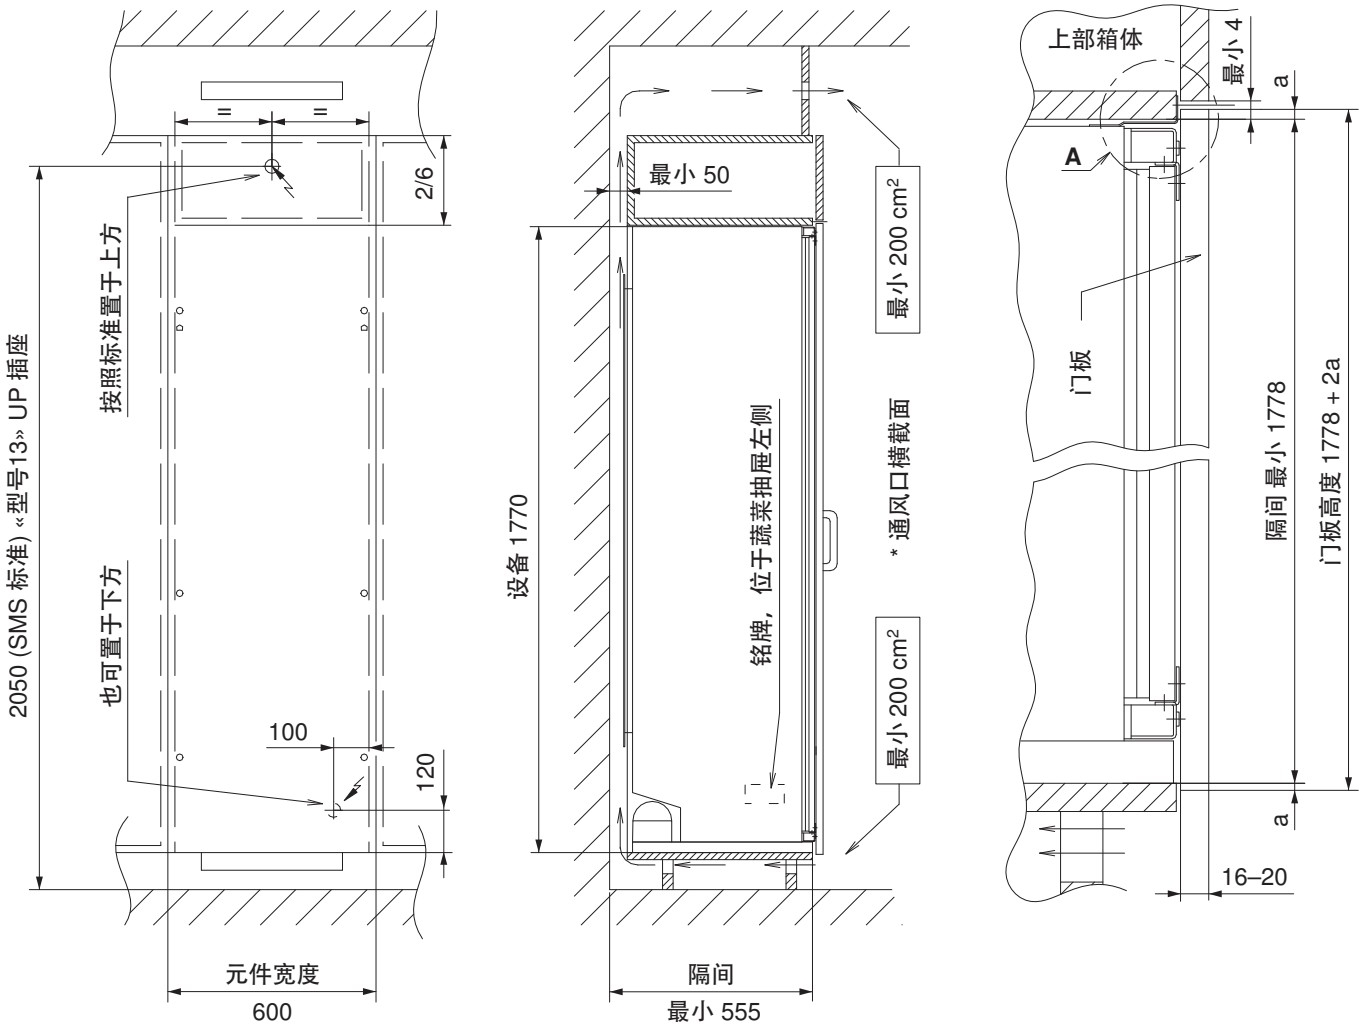 =
=
2/6
按照标准置于上方
2050 (SMS 标准) «型号13» UP 插座
也可置于下方
100
120
元件宽度
600
最小 50
最小 200 cm²
设备 1770
铭牌，位于蔬菜抽屉左侧
* 通风口横截面
最小 200 cm²
隔间
最小 555
上部箱体
最小 4
a
A
门板
隔间 最小 1778
门板高度 1778 + 2a
a
16–20